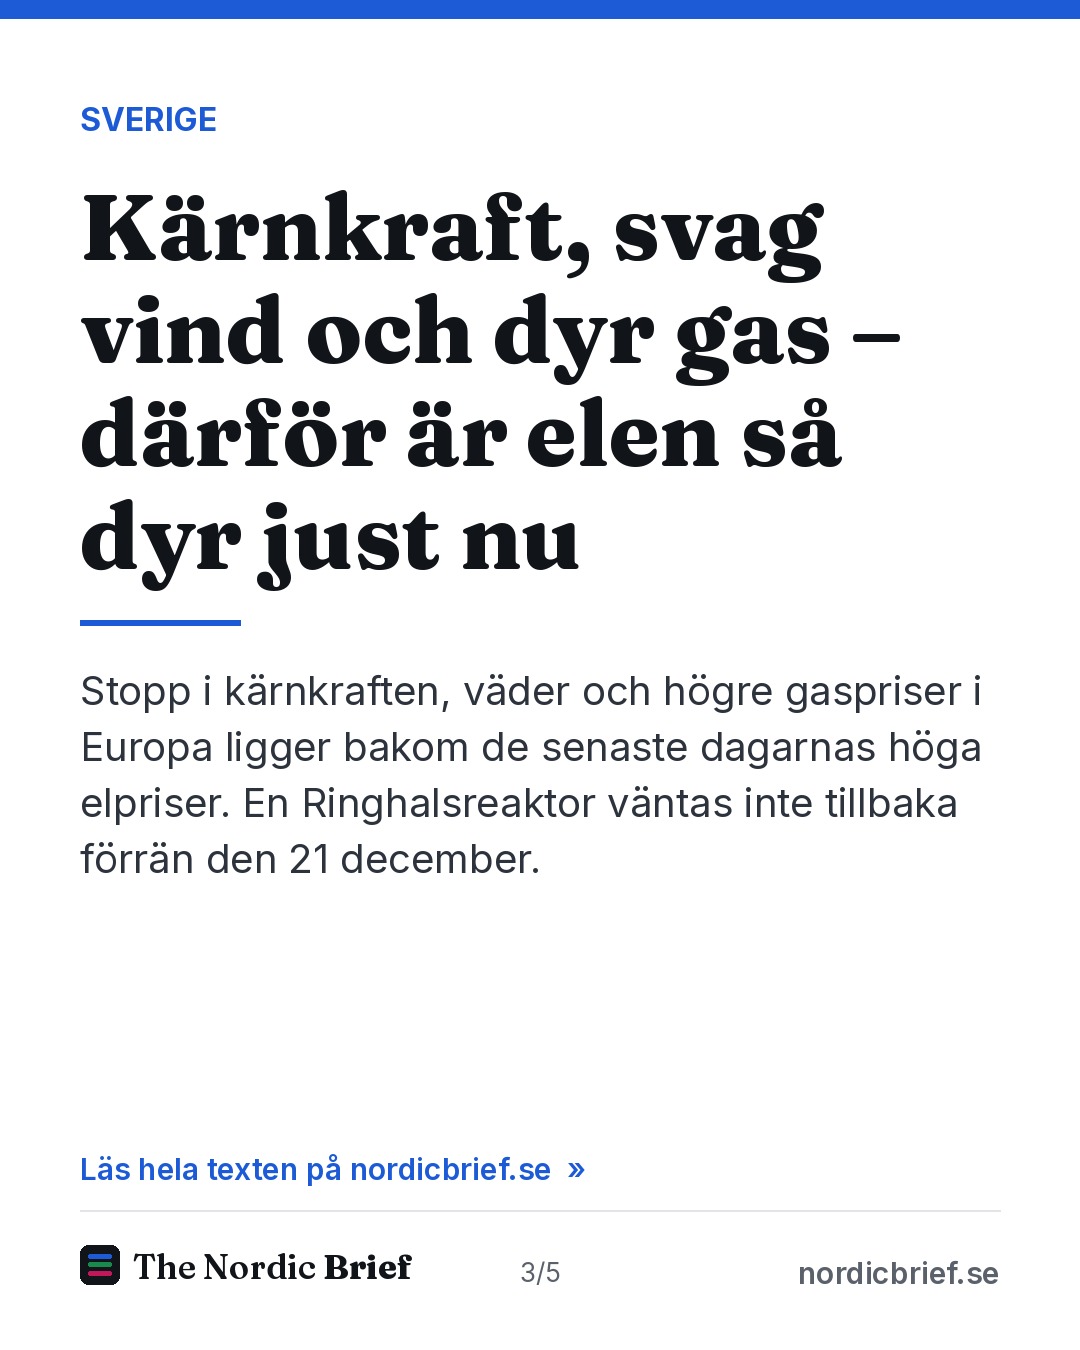 SVERIGE
Kärnkraft, svag
vind och dyr gas –
därför är elen så
dyr just nu
Stopp i kärnkraften, väder och högre gaspriser i
Europa ligger bakom de senaste dagarnas höga
elpriser. En Ringhalsreaktor väntas inte tillbaka
förrän den 21 december.
Läs hela texten på nordicbrief.se »
The Nordic Brief
3/5
nordicbrief.se